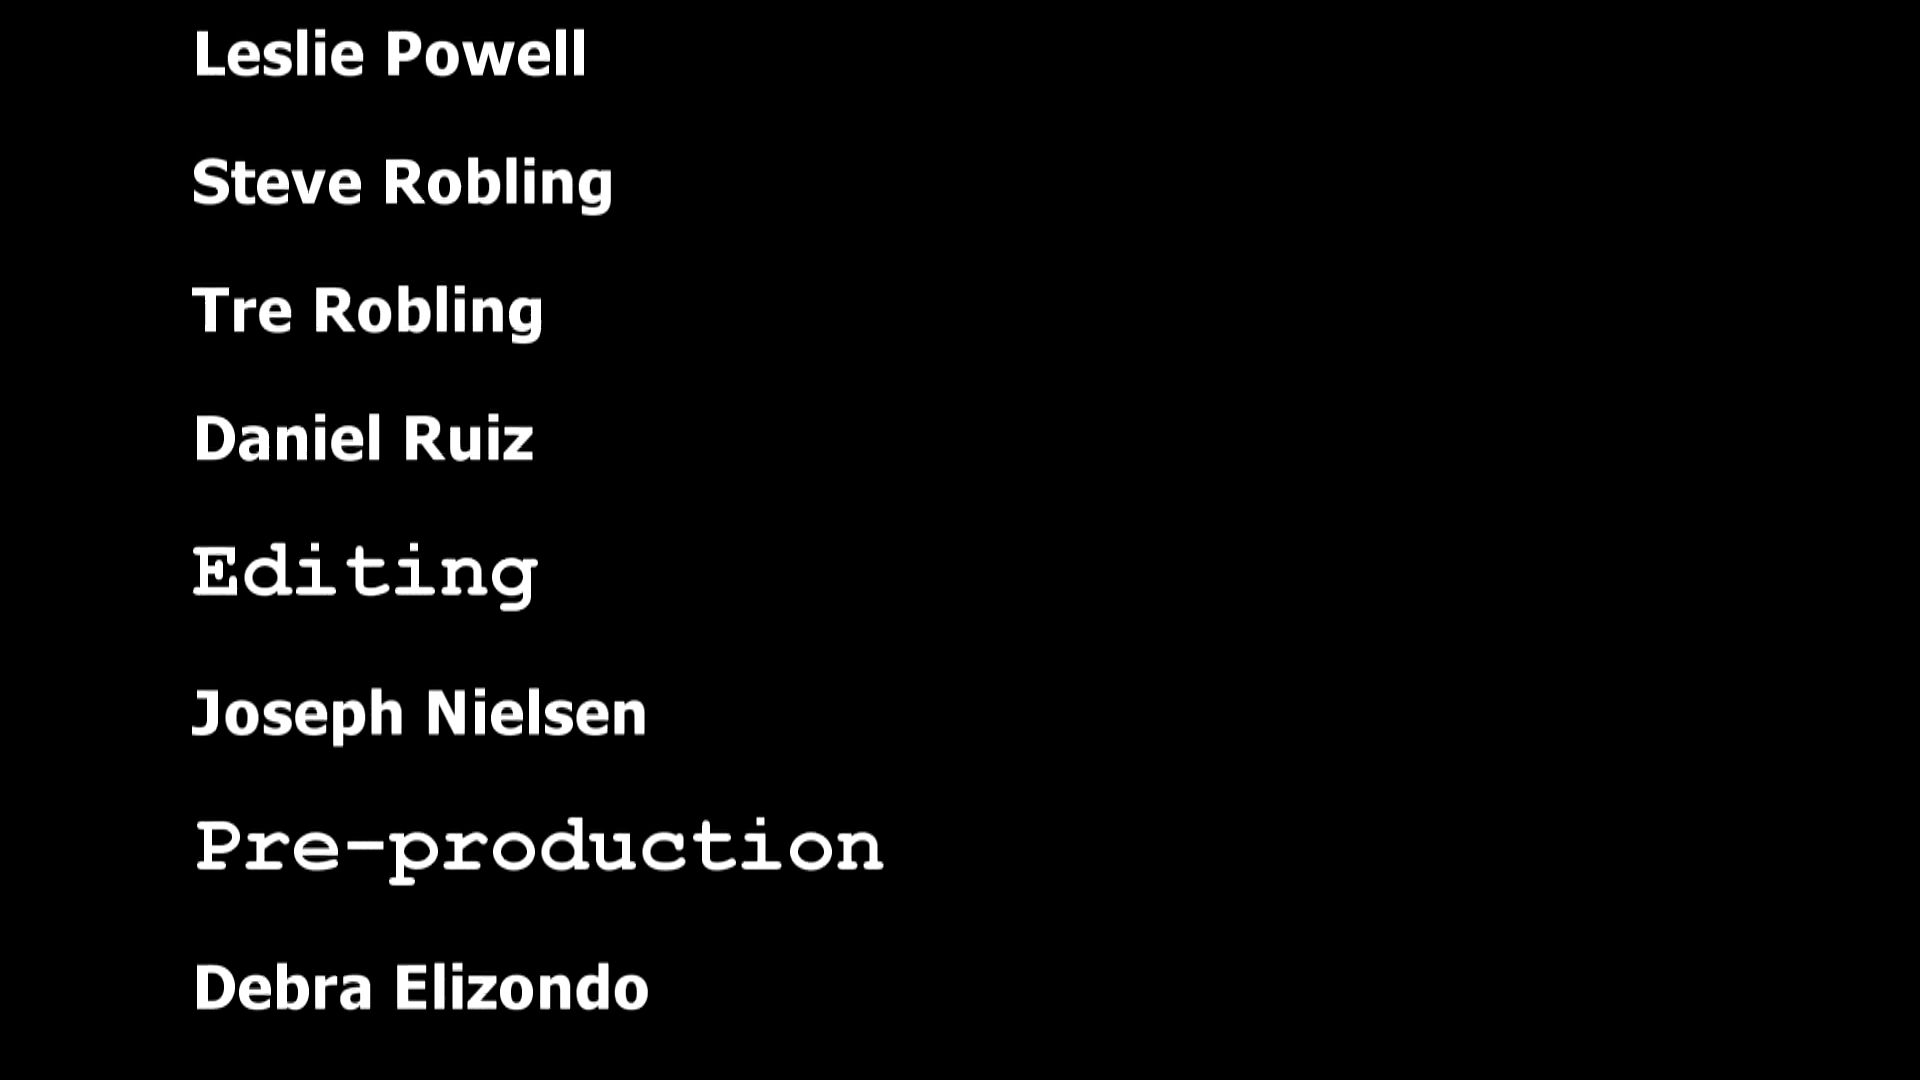 Leslie Powell
Steve Robling
Tre Robling
Daniel Ruiz
Editing
Joseph Nielsen
Pre-production
Debra Elizondo